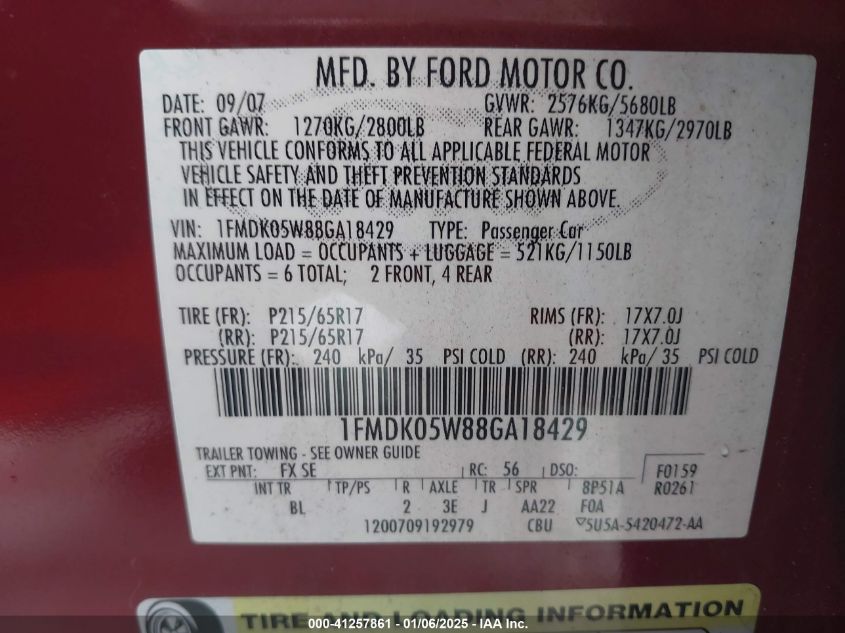 MFD. BY FORD MOTOR CO.
DATE: 09/07 GVWR: 2576KG/5680LB
FRONT GAWR: 1270KG/2800LB REAR GAWR: 1347KG/2970LB
THIS VEHICLE CONFORMS TO ALL APPLICABLE FEDERAL MOTOR
VEHICLE SAFETY AND THEFT PREVENTION STANDARDS
IN EFFECT ON THE DATE OF MANUFACTURE SHOWN ABOVE.
VIN: 1FMDK05W88GA18429 TYPE: Passenger Car
MAXIMUM LOAD = OCCUPANTS + LUGGAGE = 521KG/1150LB
OCCUPANTS = 6 TOTAL; 2 FRONT, 4 REAR
TIRE (FR): P215/65R17 RIMS (FR): 17X7.0J
(RR): P215/65R17 (RR): 17X7.0J
PRESSURE (FR): 240 kPa/ 35 PSI COLD (RR): 240 kPa/ 35 PSI COLD
1FMDK05W88GA18429
TRAILER TOWING - SEE OWNER GUIDE
EXT PNT: FX SE RC: 56 DSO: F0159
INT TR TP/PS R AXLE TR SPR 8P51A R0261
BL 2 3E J AA22 F0A
1200709192979 CBU 5U5A-5420472-AA
TIRE AND LOADING INFORMATION
000-41257861 - 01/06/2025 - IAA Inc.